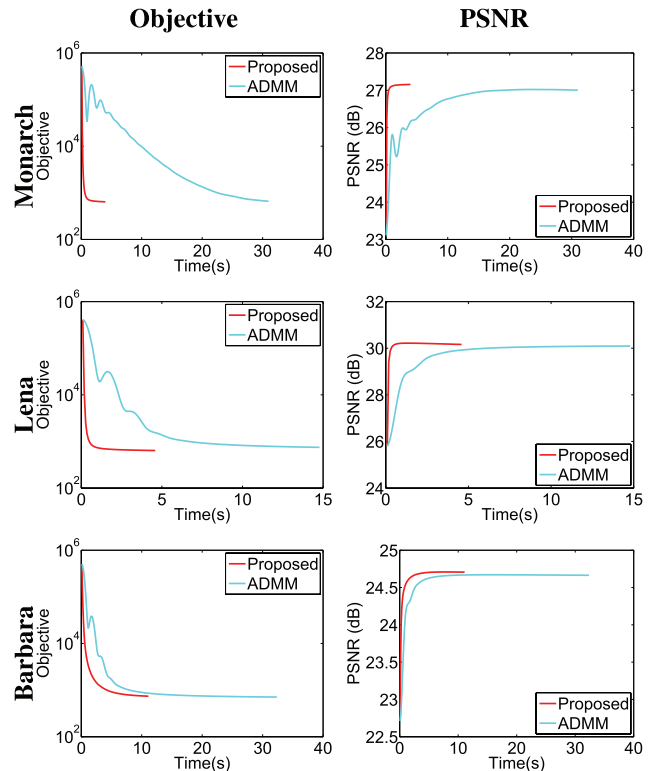 Objective PSNR
Monarch
Objective
10^6
10^4
10^2
Proposed
ADMM
0 10 20 30 40
Time(s)
PSNR (dB)
28
27
26
25
24
23
Proposed
ADMM
0 10 20 30 40
Time(s)
Lena
Objective
10^6
10^4
10^2
Proposed
ADMM
0 5 10 15
Time(s)
PSNR (dB)
32
30
28
26
24
Proposed
ADMM
0 5 10 15
Time(s)
Barbara
Objective
10^6
10^4
10^2
Proposed
ADMM
0 10 20 30 40
Time(s)
PSNR (dB)
25
24.5
24
23.5
23
22.5
Proposed
ADMM
0 10 20 30 40
Time(s)